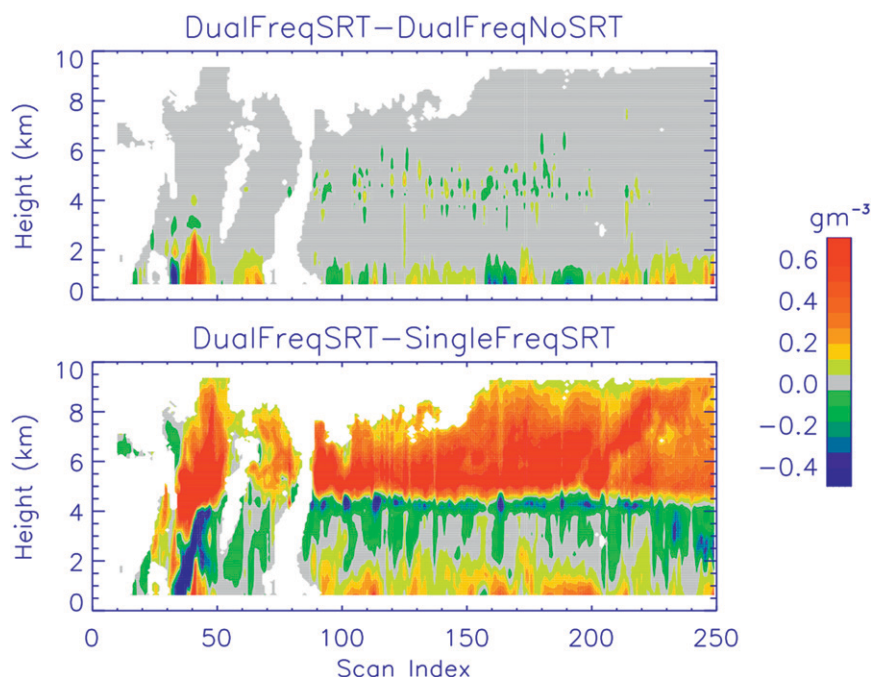 DualFreqSRT-DualFreqNoSRT
10
8
6
4
2
0
Height (km)
gm⁻³
0.6
0.4
0.2
0.0
-0.2
-0.4
DualFreqSRT-SingleFreqSRT
10
8
6
4
2
0
Height (km)
0 50 100 150 200 250
Scan Index